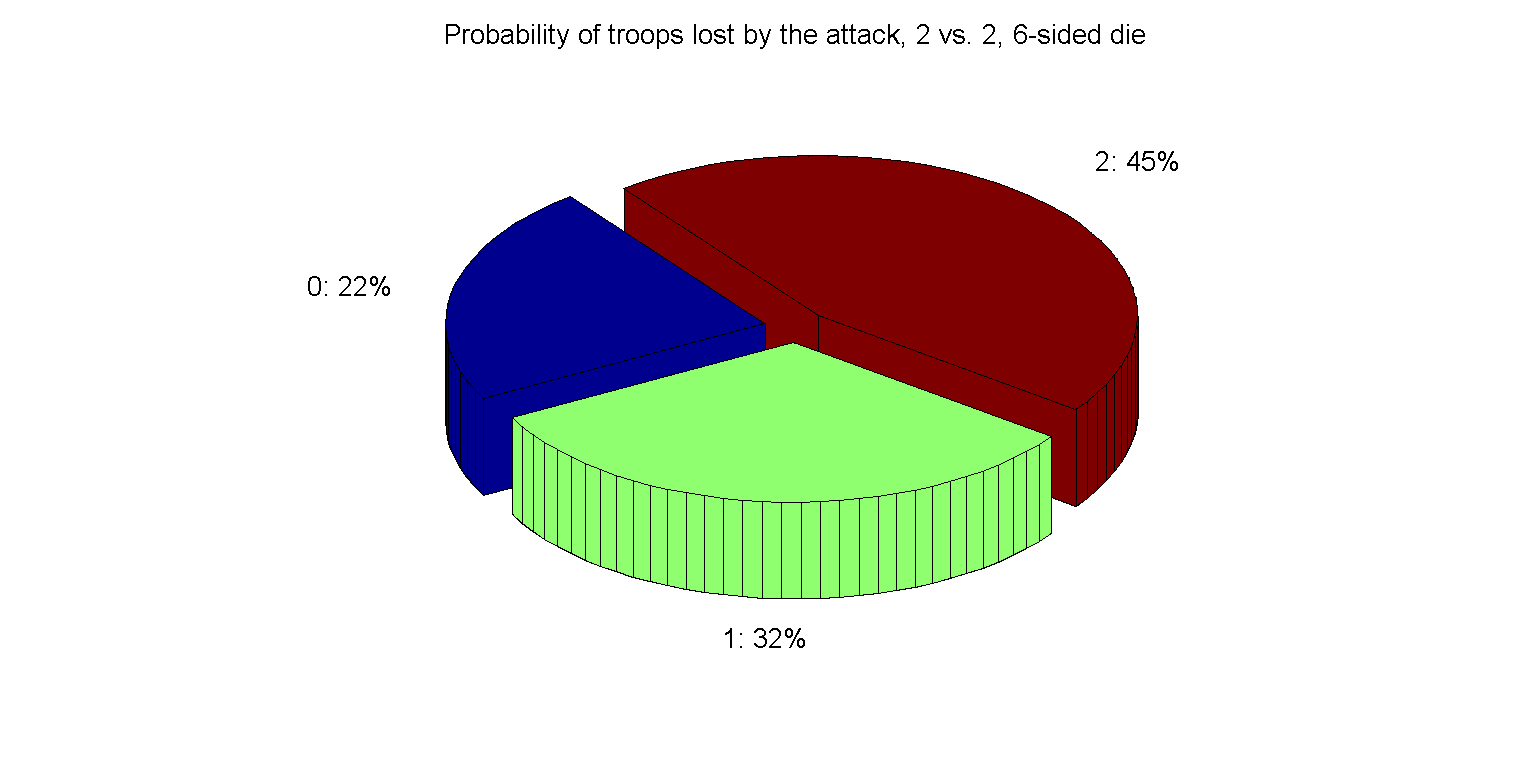 Probability of troops lost by the attack, 2 vs. 2, 6-sided die
2: 45%
0: 22%
1: 32%